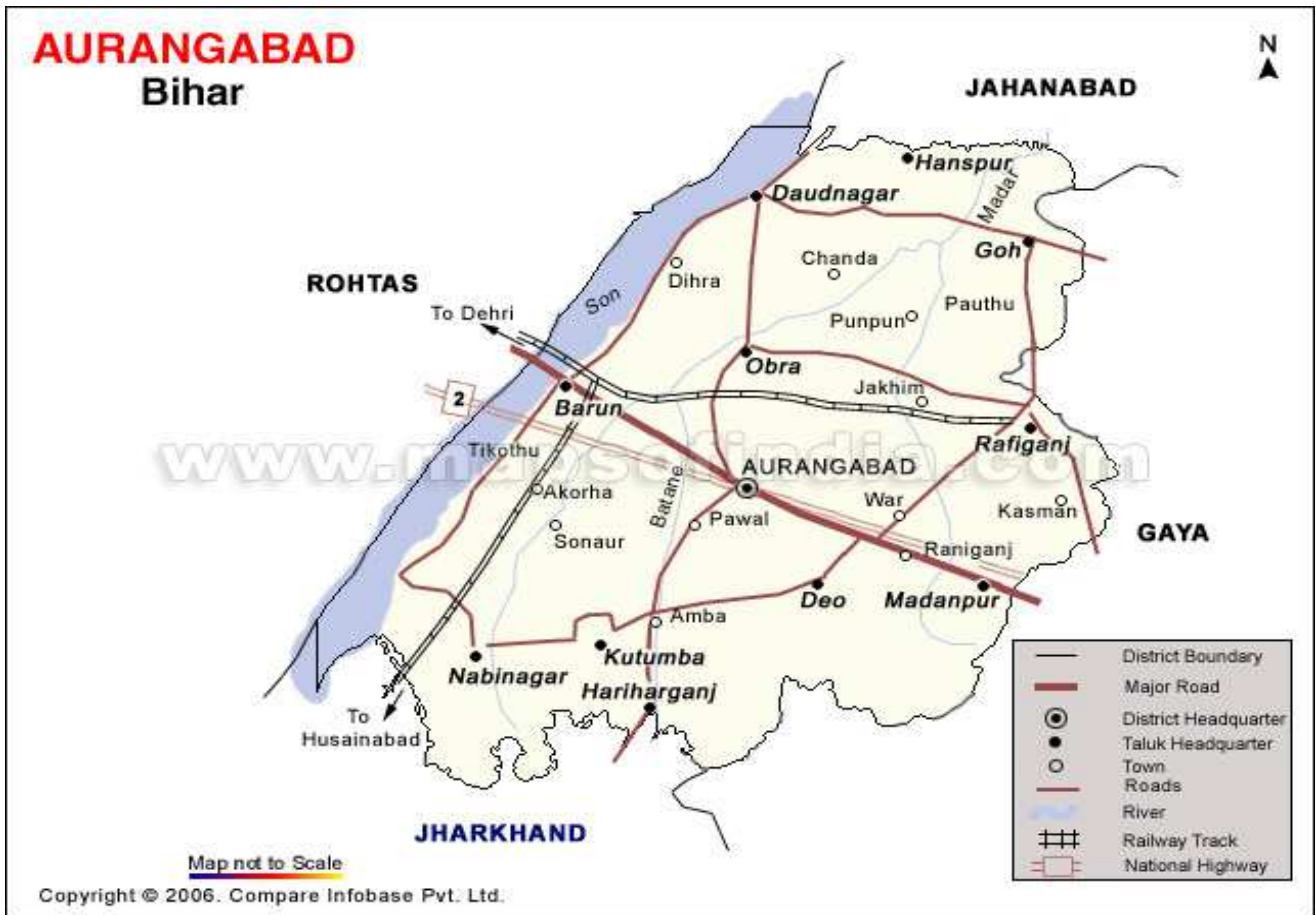 AURANGABAD
Bihar
N
JAHANABAD
Hanspur
Daudnagar
Madar
Goh
Chanda
Dihra
ROHTAS
Son
Pauthu
To Dehri
Punpun
Obra
Jakhim
2
Barun
Rafiganj
Tikothu
www.mapsofindia.com
AURANGABAD
Akorha
Batane
War
Kasman
Pawal
Sonaur
GAYA
Raniganj
Deo
Madanpur
Amba
Kutumba
Nabinagar
Hariharganj
To
Husainabad
JHARKHAND
District Boundary
Major Road
District Headquarter
Taluk Headquarter
Town
Roads
River
Railway Track
National Highway
Map not to Scale
Copyright © 2006. Compare Infobase Pvt. Ltd.